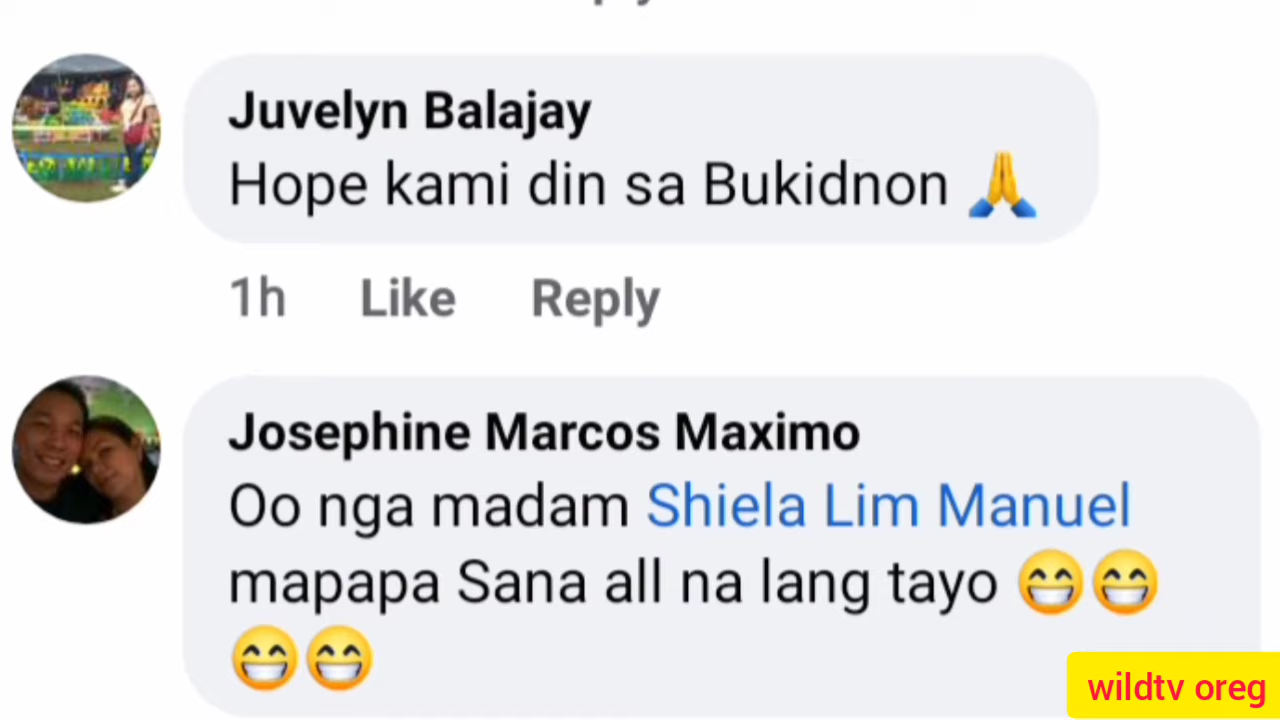 Juvelyn Balajay
Hope kami din sa Bukidnon 🙏
1h Like Reply
Josephine Marcos Maximo
Oo nga madam Shiela Lim Manuel
mapapa Sana all na lang tayo 😁😁
😁😁
wildtv oreg